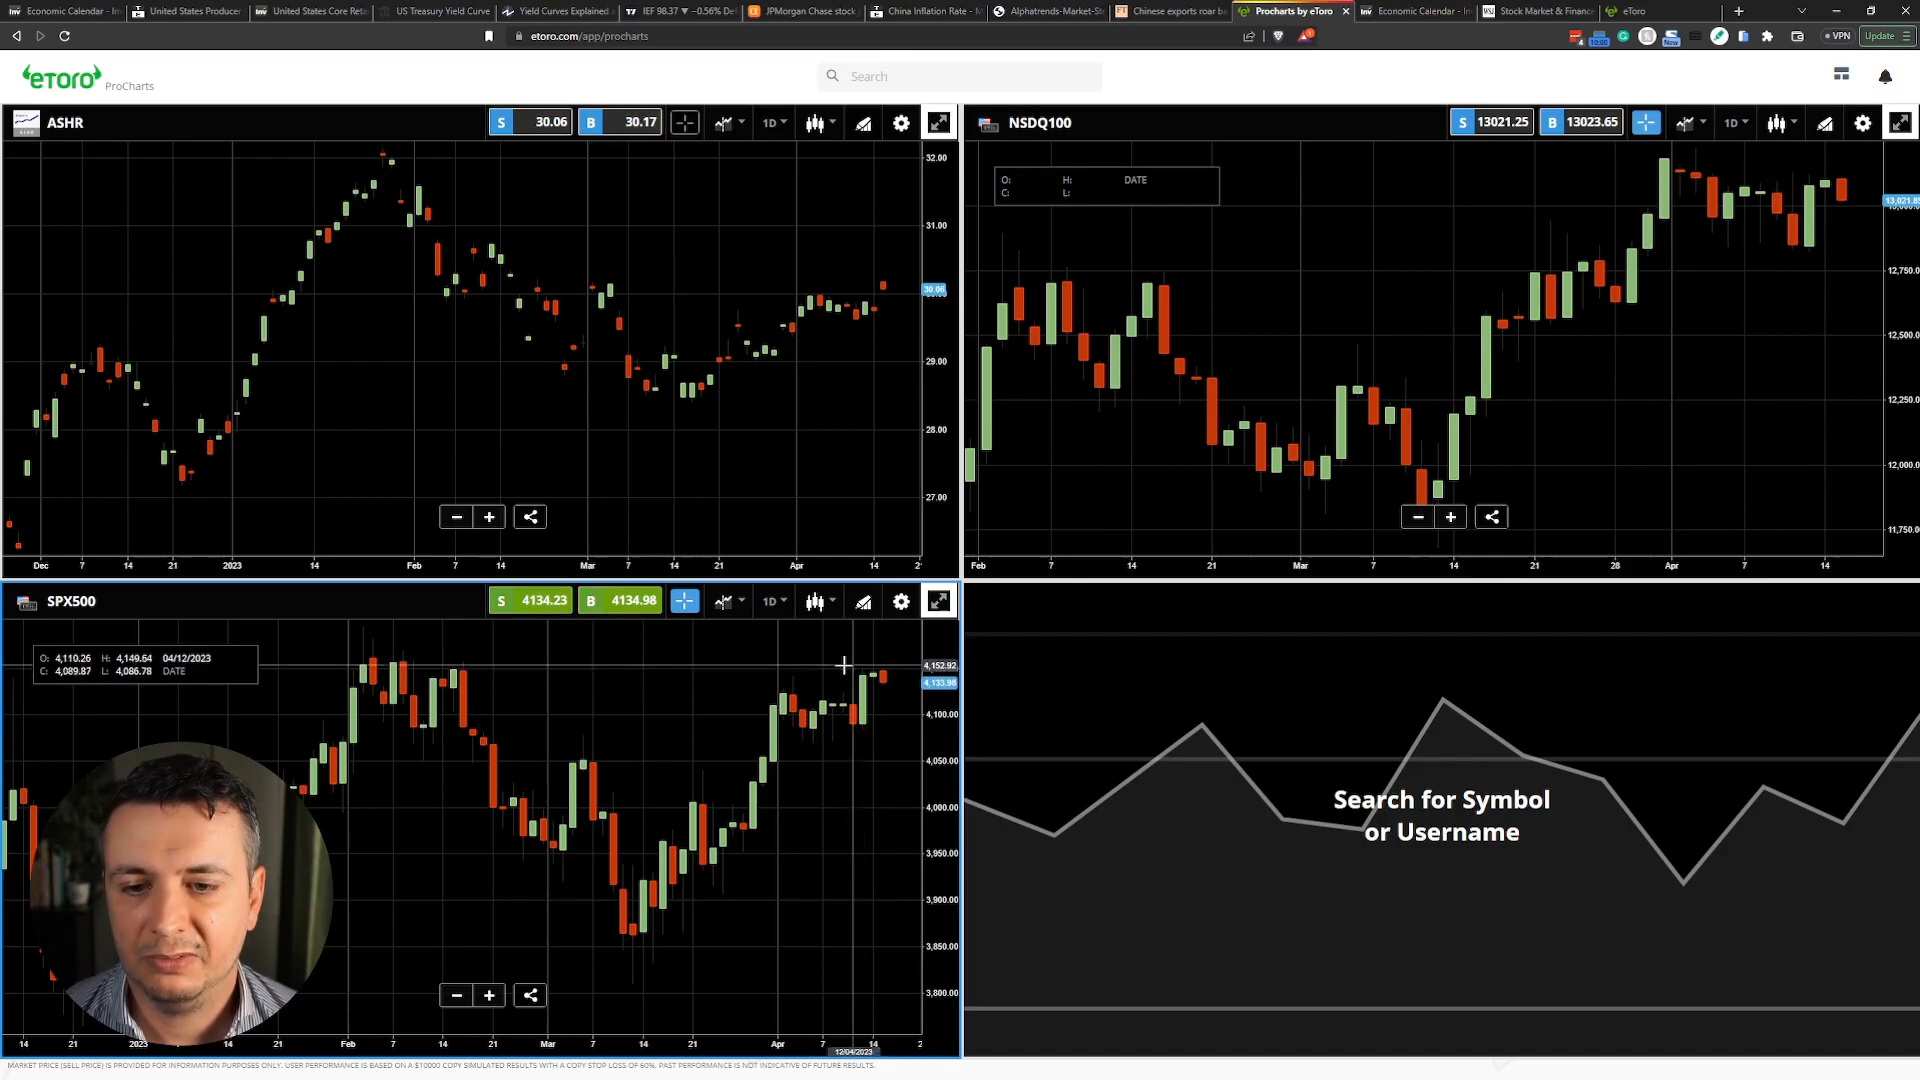 Economic Calendar - In
United States Producer
United States Core Reta
US Treasury Yield Curve
Yield Curves Explained
IEF 98.37 ▼ −0.56% De
JPMorgan Chase stock
China Inflation Rate - M
Alphatrends-Market-St
Chinese exports roar ba
Procharts by eToro
Economic Calendar - In
Stock Market & Finance
eToro
etoro.com/app/procharts
VPN
Update
eToro ProCharts
Search
ASHR
S 30.06
B 30.17
1D
32.00
31.00
30.06
29.00
28.00
27.00
Dec 7 14 21 2023 14 Feb 7 14 Mar 7 14 21 Apr 14
NSDQ100
S 13021.25
B 13023.65
1D
O: H: DATE
C: L:
13,021.85
12,750.0
12,500.0
12,250.0
12,000.0
11,750.0
Feb 7 14 21 Mar 7 14 21 28 Apr 7 14
SPX500
S 4134.23
B 4134.98
1D
O: 4,110.26 H: 4,149.64 04/12/2023
C: 4,089.87 L: 4,086.78 DATE
4,152.92
4,133.98
4,100.00
4,050.00
4,000.00
3,950.00
3,900.00
3,850.00
3,800.00
14 21 2023 14 21 Feb 7 14 Mar 7 14 21 Apr 7 14 2
12/04/2023
Search for Symbol
or Username
MARKET PRICE (SELL PRICE) IS PROVIDED FOR INFORMATION PURPOSES ONLY. USER PERFORMANCE IS BASED ON A $10000 COPY SIMULATED RESULTS WITH A COPY STOP LOSS OF 60%. PAST PERFORMANCE IS NOT INDICATIVE OF FUTURE RESULTS.